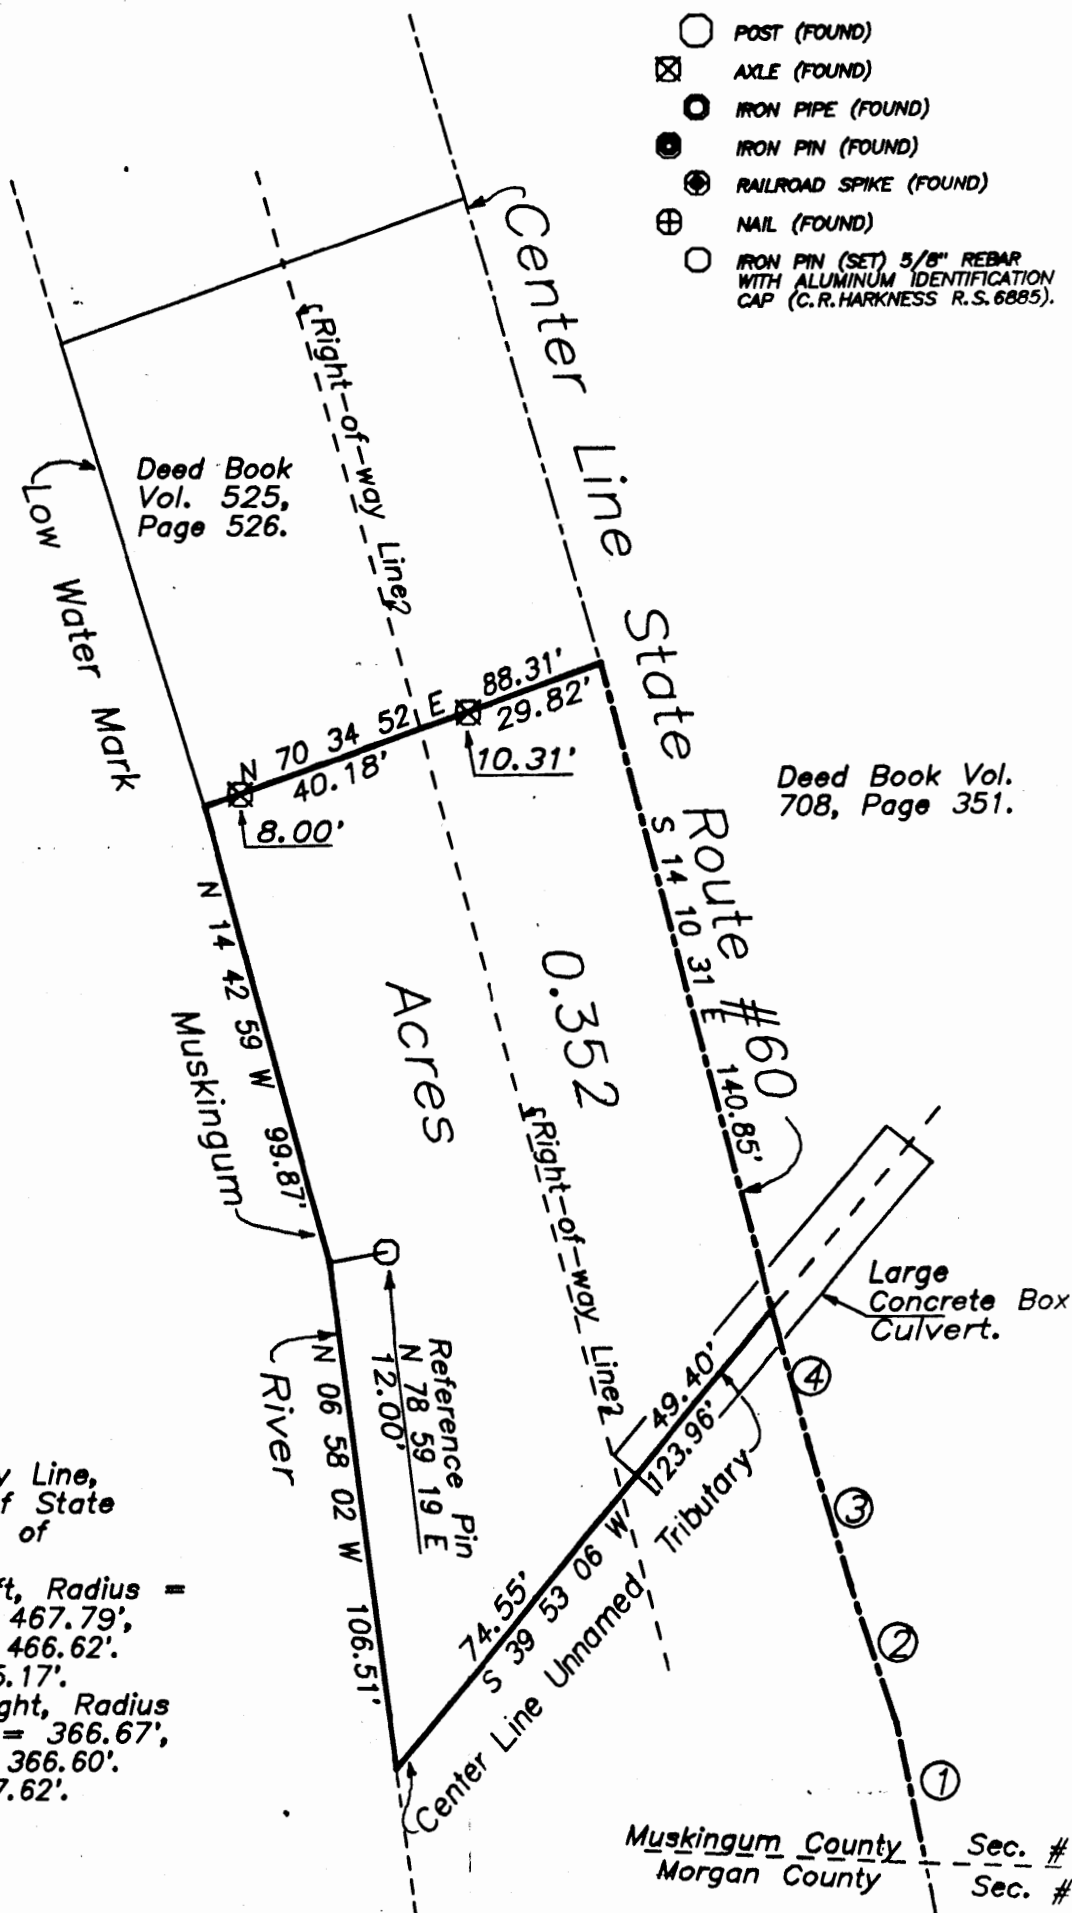 POST (FOUND)
AXLE (FOUND)
IRON PIPE (FOUND)
IRON PIN (FOUND)
RAILROAD SPIKE (FOUND)
NAIL (FOUND)
IRON PIN (SET) 5/8" REBAR
WITH ALUMINUM IDENTIFICATION
CAP (C.R.HARKNESS R.S.6885).
Center Line State Route #60
Right-of-way Line
Deed Book
Vol. 525,
Page 526.
Low Water Mark
N 70 34 52 E 88.31'
40.18'
29.82'
10.31'
8.00'
Deed Book Vol.
708, Page 351.
S 14 10 31 E 140.85'
N 14 42 59 W 99.87'
Muskingum
0.352
Acres
Right-of-way Line
Large
Concrete Box
Culvert.
Reference Pin
N 78 59 19 E
12.00'
River
N 06 58 02 W 106.51'
49.40'
123.96'
74.55'
S 39 53 06 W
Center Line Unnamed Tributary
4
3
2
1
y Line,
f State
of
ft, Radius =
467.79',
466.62'.
5.17'.
ght, Radius
= 366.67',
366.60'.
7.62'.
Muskingum County Sec. #
Morgan County Sec. #